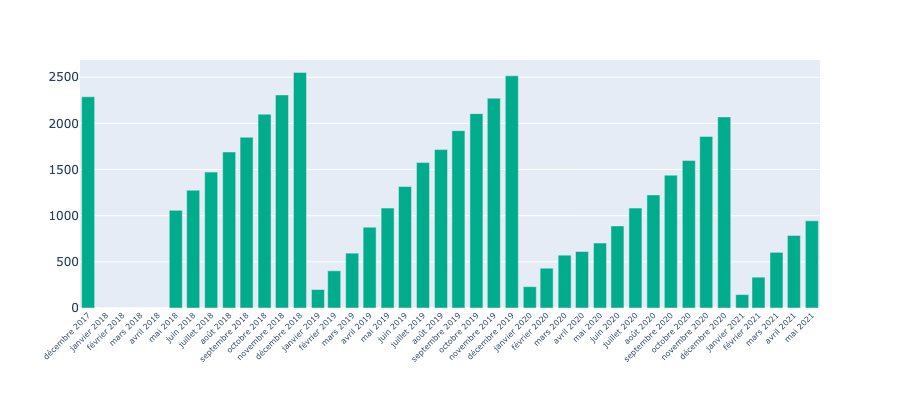 2500
2000
1500
1000
500
0
décembre 2017
janvier 2018
février 2018
mars 2018
avril 2018
mai 2018
juin 2018
juillet 2018
août 2018
septembre 2018
octobre 2018
novembre 2018
décembre 2018
janvier 2019
février 2019
mars 2019
avril 2019
mai 2019
juin 2019
juillet 2019
août 2019
septembre 2019
octobre 2019
novembre 2019
décembre 2019
janvier 2020
février 2020
mars 2020
avril 2020
mai 2020
juin 2020
juillet 2020
août 2020
septembre 2020
octobre 2020
novembre 2020
décembre 2020
janvier 2021
février 2021
mars 2021
avril 2021
mai 2021